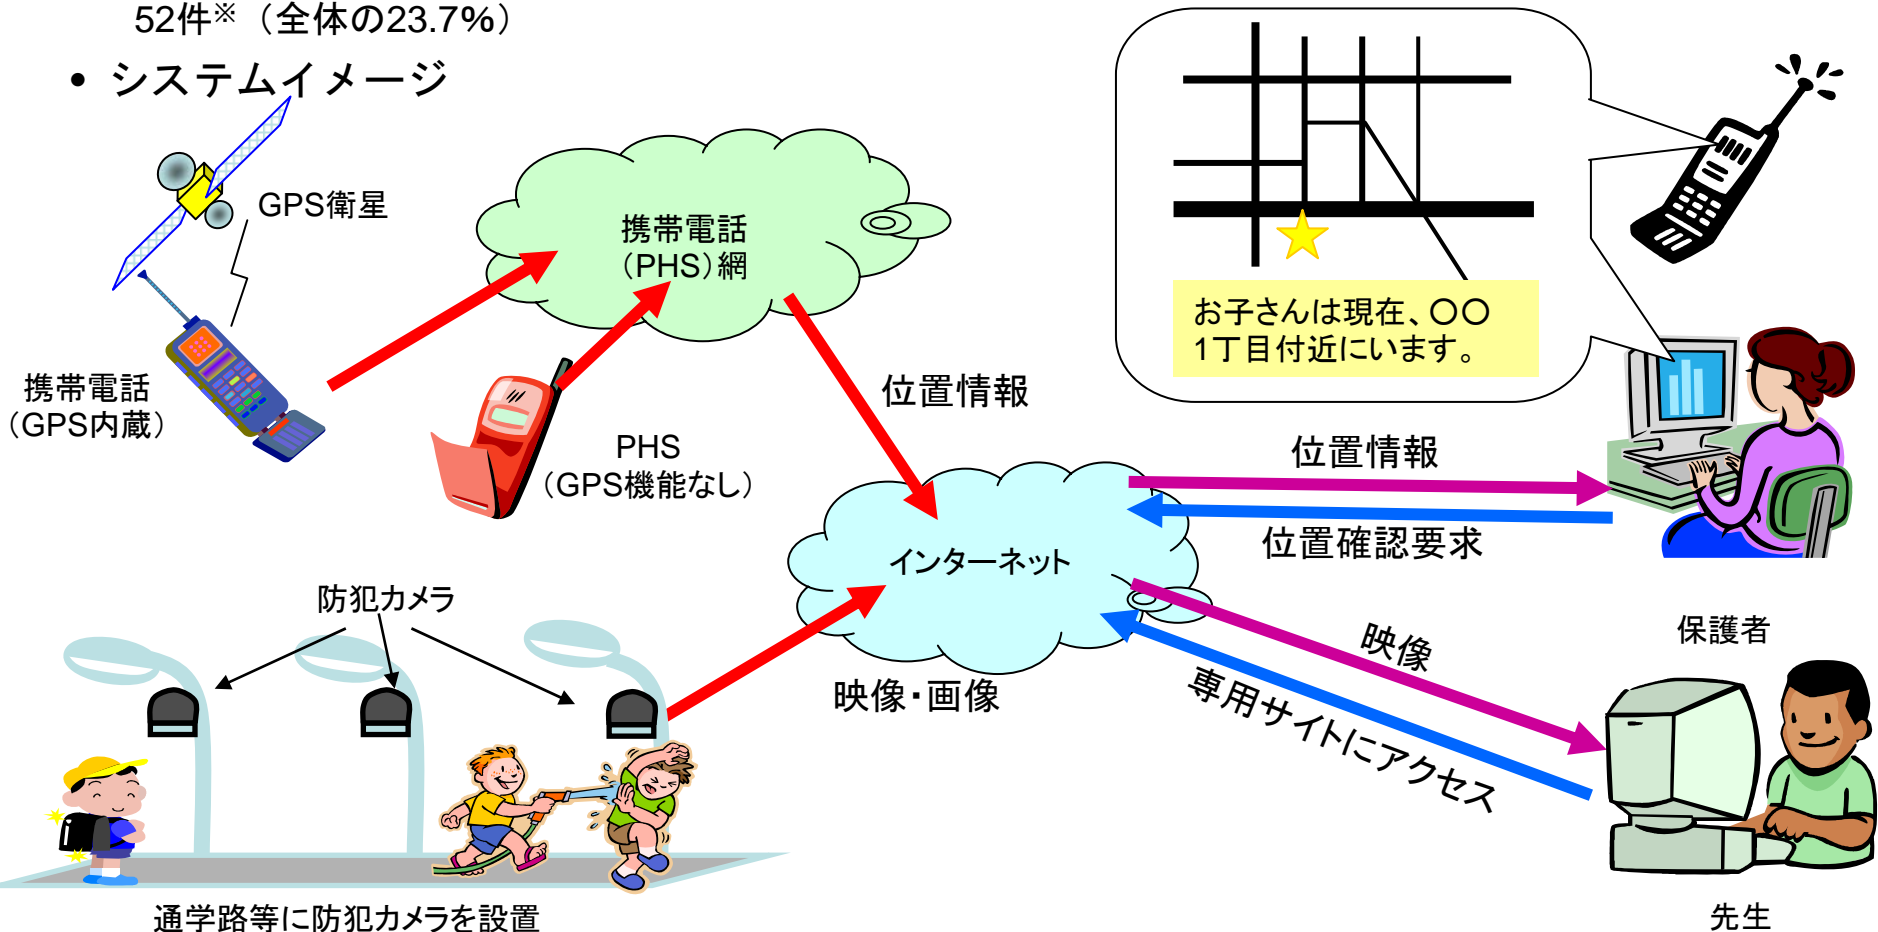 52件※（全体の23.7%）
• システムイメージ
GPS衛星
携帯電話
（PHS）網
お子さんは現在、〇〇
1丁目付近にいます。
携帯電話
（GPS内蔵）
位置情報
PHS
（GPS機能なし）
位置情報
位置確認要求
インターネット
防犯カメラ
保護者
映像
映像・画像
専用サイトにアクセス
通学路等に防犯カメラを設置
先生